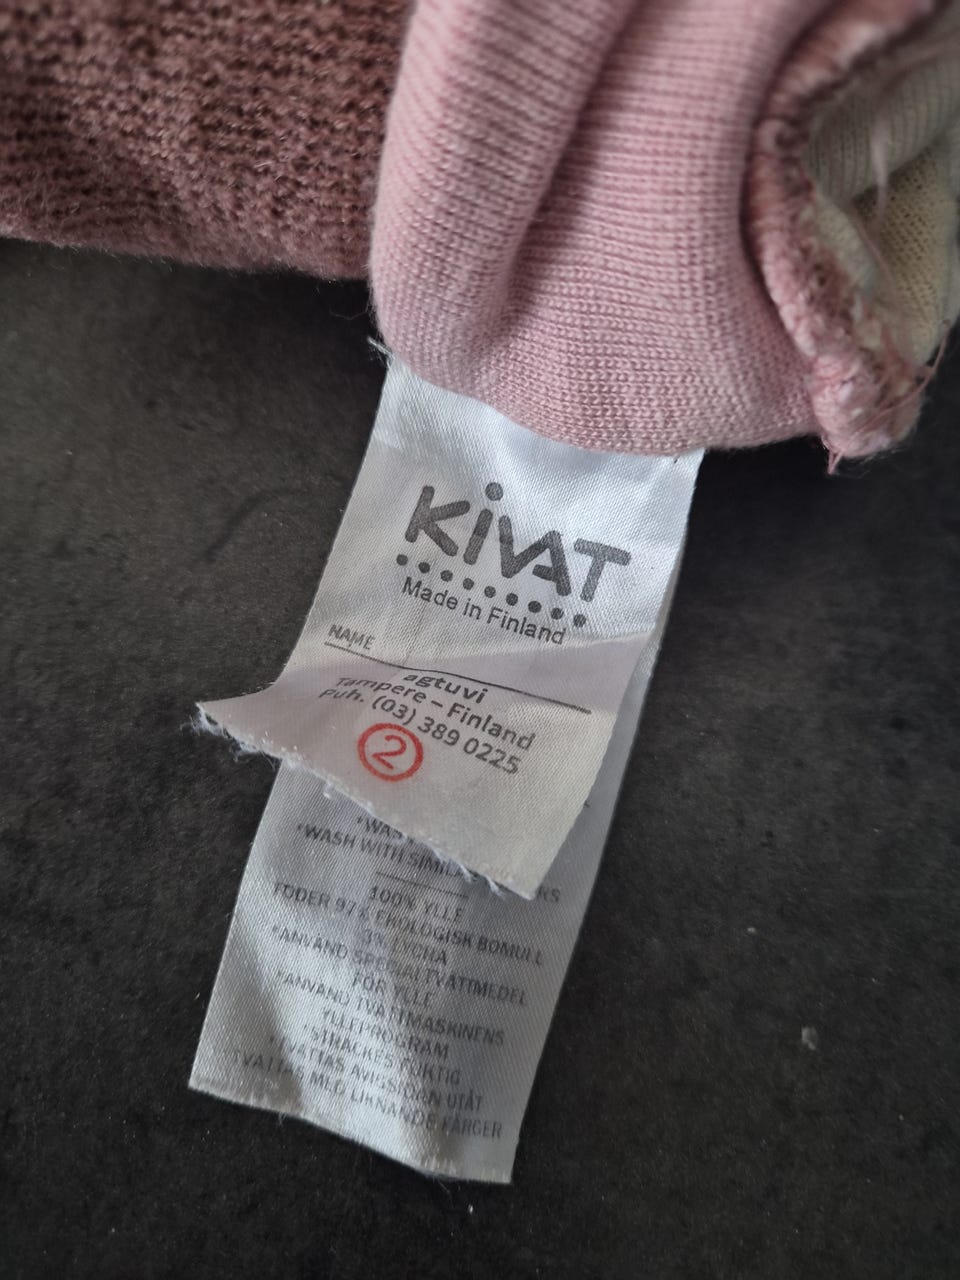 KiVAT
Made in Finland
NAME
agtuvi
Tampere – Finland
Puh. (03) 389 0225
2
*WASH WITH
100% YLLE
FODER 97% EKOLOGISK BOMULL
3% LYCRA
*ANVÄND SPECIALTVÄTTMEDEL
FÖR YLLE
*ANVÄND TVÄTTMASKINENS
YLLEPROGRAM
*STRÄCKES FUKTIG
*TVÄTTAS AVIGSIDAN UTÅT
*TVÄTTAS MED LIKNANDE FÄRGER